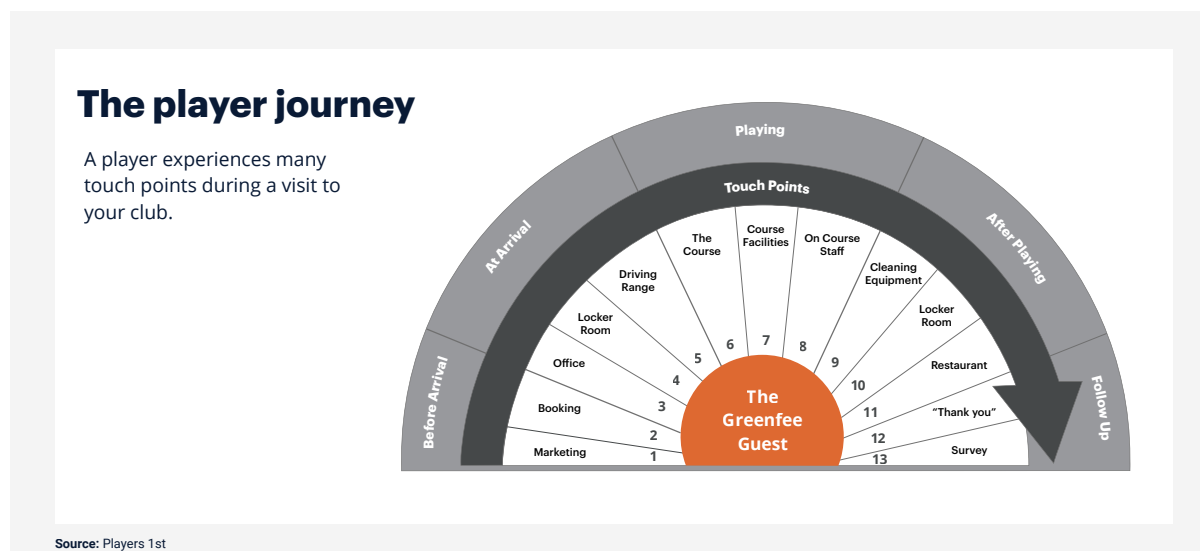 The player journey
A player experiences many
touch points during a visit to
your club.
Before Arrival
At Arrival
Playing
After Playing
Follow Up
Touch Points
Marketing
1
Booking
2
Office
3
Locker
Room
4
Driving
Range
5
The
Course
6
Course
Facilities
7
On Course
Staff
8
Cleaning
Equipment
9
Locker
Room
10
Restaurant
11
“Thank you”
12
Survey
13
The
Greenfee
Guest
Source: Players 1st